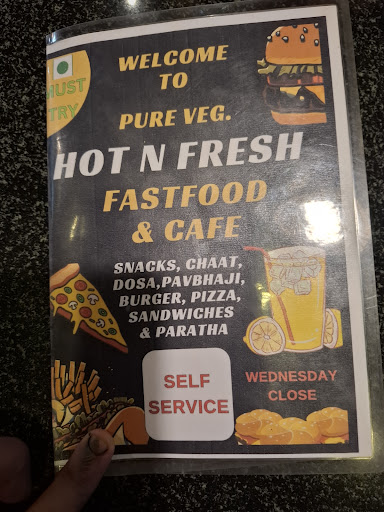 MUST
TRY
WELCOME
TO
PURE VEG.
HOT N FRESH
FASTFOOD
& CAFE
SNACKS, CHAAT,
DOSA,PAVBHAJI,
BURGER, PIZZA,
SANDWICHES
& PARATHA
SELF
SERVICE
WEDNESDAY
CLOSE